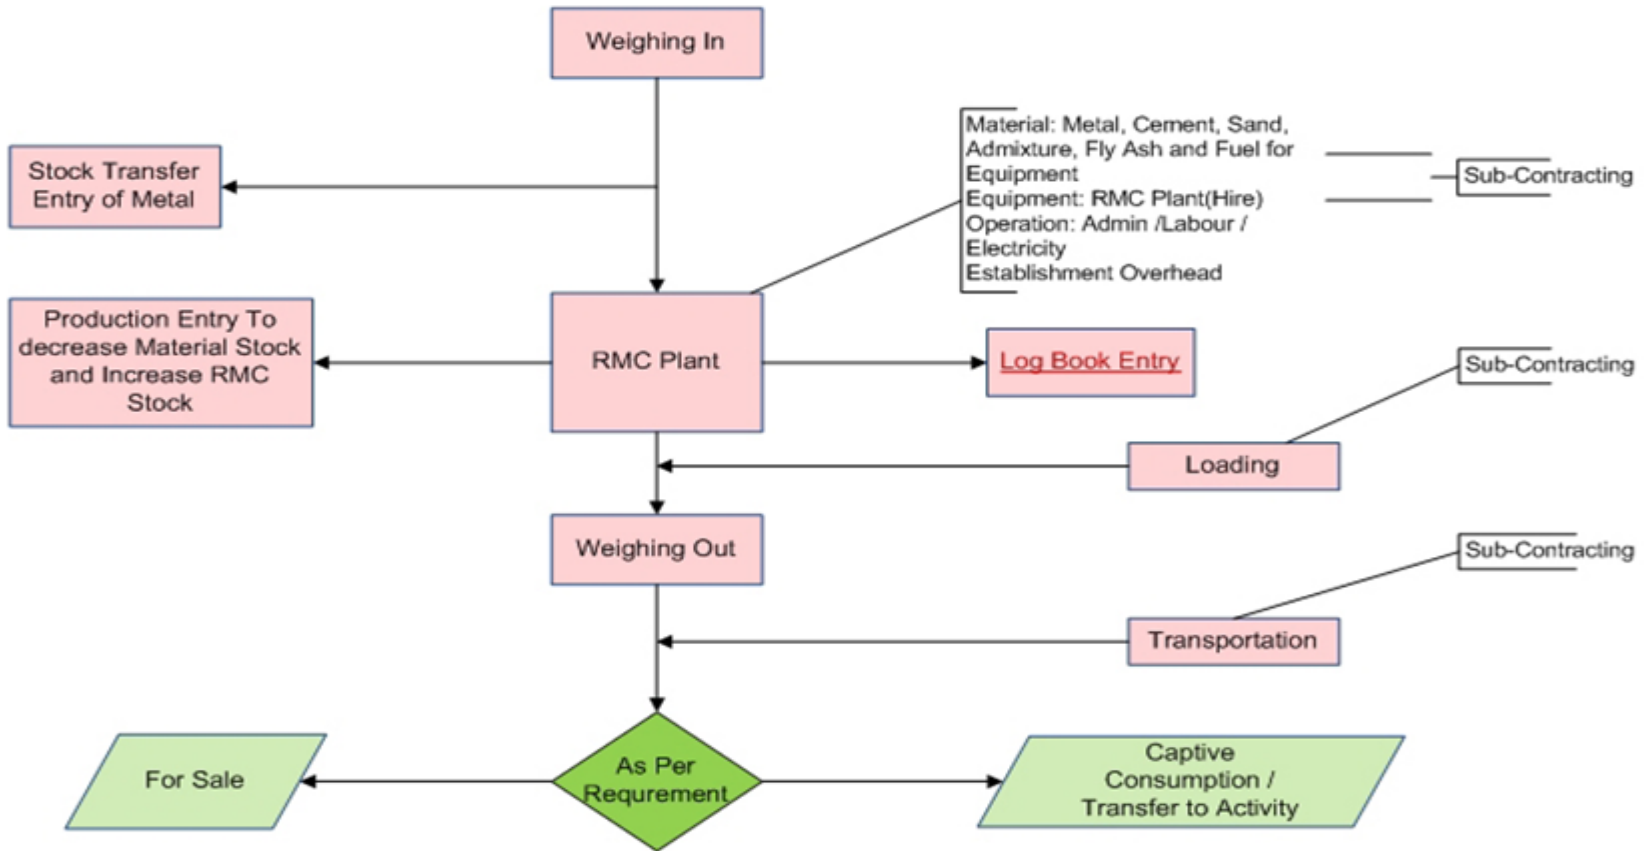 Weighing In
Stock Transfer
Entry of Metal
Material: Metal, Cement, Sand,
Admixture, Fly Ash and Fuel for
Equipment
Equipment: RMC Plant(Hire)
Operation: Admin /Labour /
Electricity
Establishment Overhead
Sub-Contracting
Production Entry To
decrease Material Stock
and Increase RMC
Stock
RMC Plant
Log Book Entry
Sub-Contracting
Loading
Weighing Out
Sub-Contracting
Transportation
For Sale
As Per
Requrement
Captive
Consumption /
Transfer to Activity